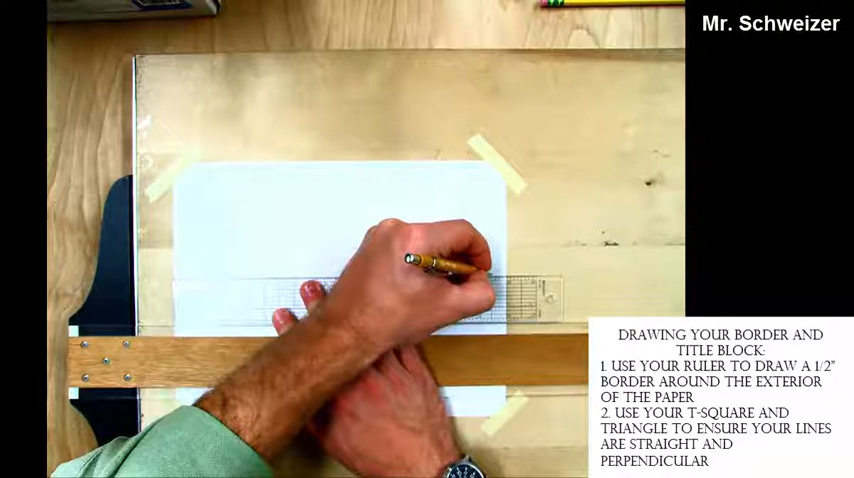 Mr. Schweizer
DRAWING YOUR BORDER AND
TITLE BLOCK:
1. USE YOUR RULER TO DRAW A 1/2"
BORDER AROUND THE EXTERIOR
OF THE PAPER
2. USE YOUR T-SQUARE AND
TRIANGLE TO ENSURE YOUR LINES
ARE STRAIGHT AND
PERPENDICULAR